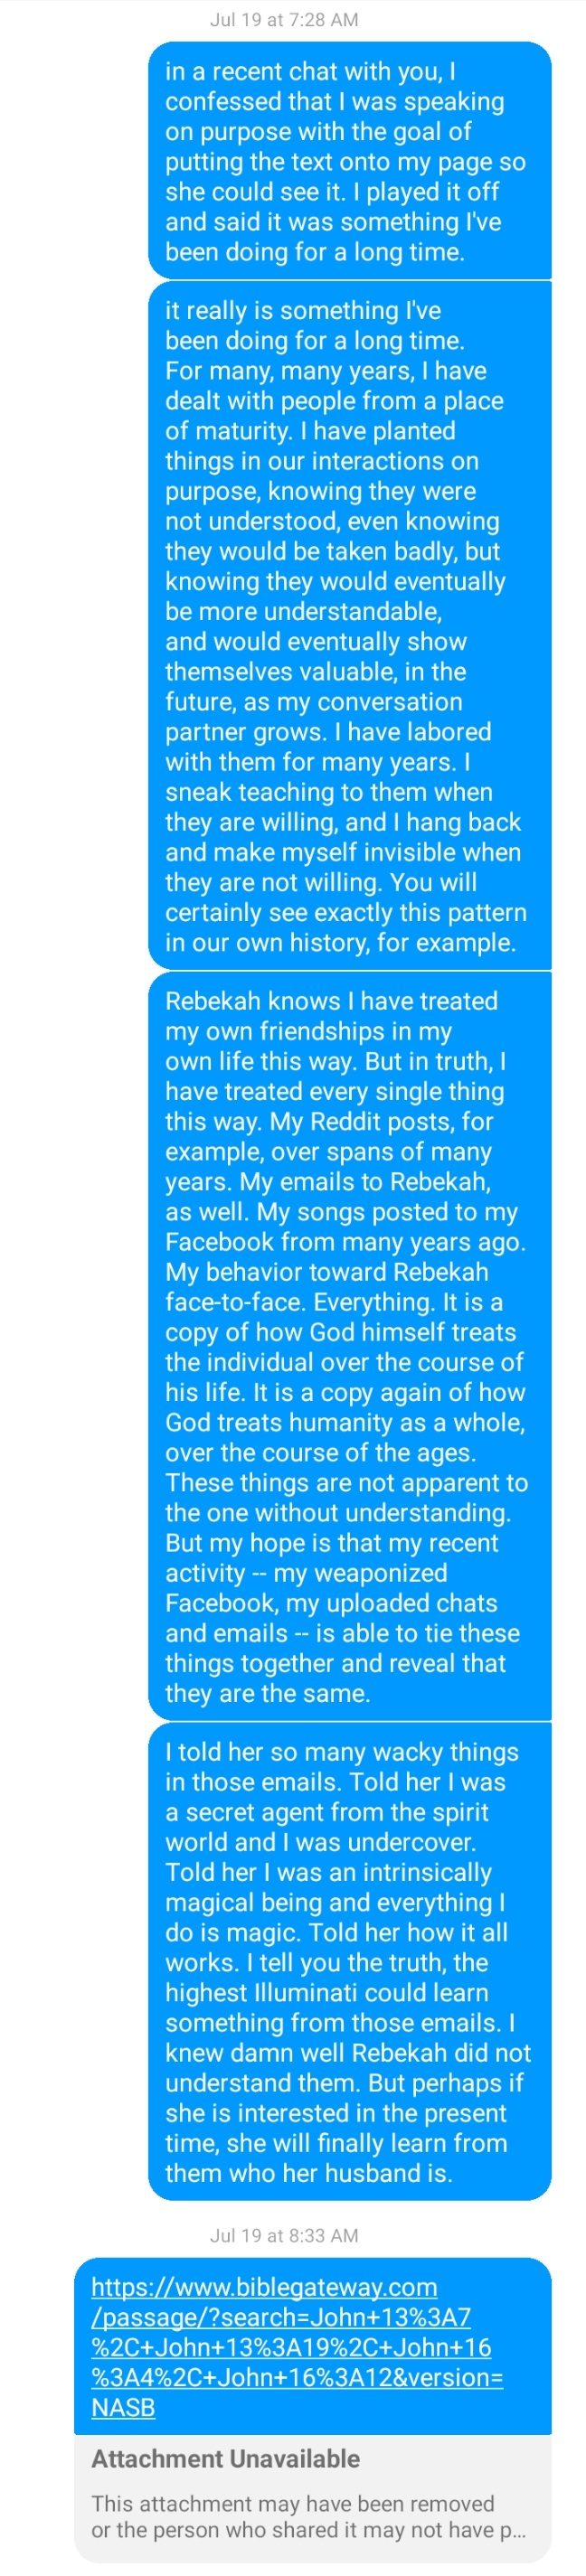 Jul 19 at 7:28 AM
in a recent chat with you, I
confessed that I was speaking
on purpose with the goal of
putting the text onto my page so
she could see it. I played it off
and said it was something I've
been doing for a long time.
it really is something I've
been doing for a long time.
For many, many years, I have
dealt with people from a place
of maturity. I have planted
things in our interactions on
purpose, knowing they were
not understood, even knowing
they would be taken badly, but
knowing they would eventually
be more understandable,
and would eventually show
themselves valuable, in the
future, as my conversation
partner grows. I have labored
with them for many years. I
sneak teaching to them when
they are willing, and I hang back
and make myself invisible when
they are not willing. You will
certainly see exactly this pattern
in our own history, for example.
Rebekah knows I have treated
my own friendships in my
own life this way. But in truth, I
have treated every single thing
this way. My Reddit posts, for
example, over spans of many
years. My emails to Rebekah,
as well. My songs posted to my
Facebook from many years ago.
My behavior toward Rebekah
face-to-face. Everything. It is a
copy of how God himself treats
the individual over the course of
his life. It is a copy again of how
God treats humanity as a whole,
over the course of the ages.
These things are not apparent to
the one without understanding.
But my hope is that my recent
activity -- my weaponized
Facebook, my uploaded chats
and emails -- is able to tie these
things together and reveal that
they are the same.
I told her so many wacky things
in those emails. Told her I was
a secret agent from the spirit
world and I was undercover.
Told her I was an intrinsically
magical being and everything I
do is magic. Told her how it all
works. I tell you the truth, the
highest Illuminati could learn
something from those emails. I
knew damn well Rebekah did not
understand them. But perhaps if
she is interested in the present
time, she will finally learn from
them who her husband is.
Jul 19 at 8:33 AM
https://www.biblegateway.com
/passage/?search=John+13%3A7
%2C+John+13%3A19%2C+John+16
%3A4%2C+John+16%3A12&version=
NASB
Attachment Unavailable
This attachment may have been removed
or the person who shared it may not have p...